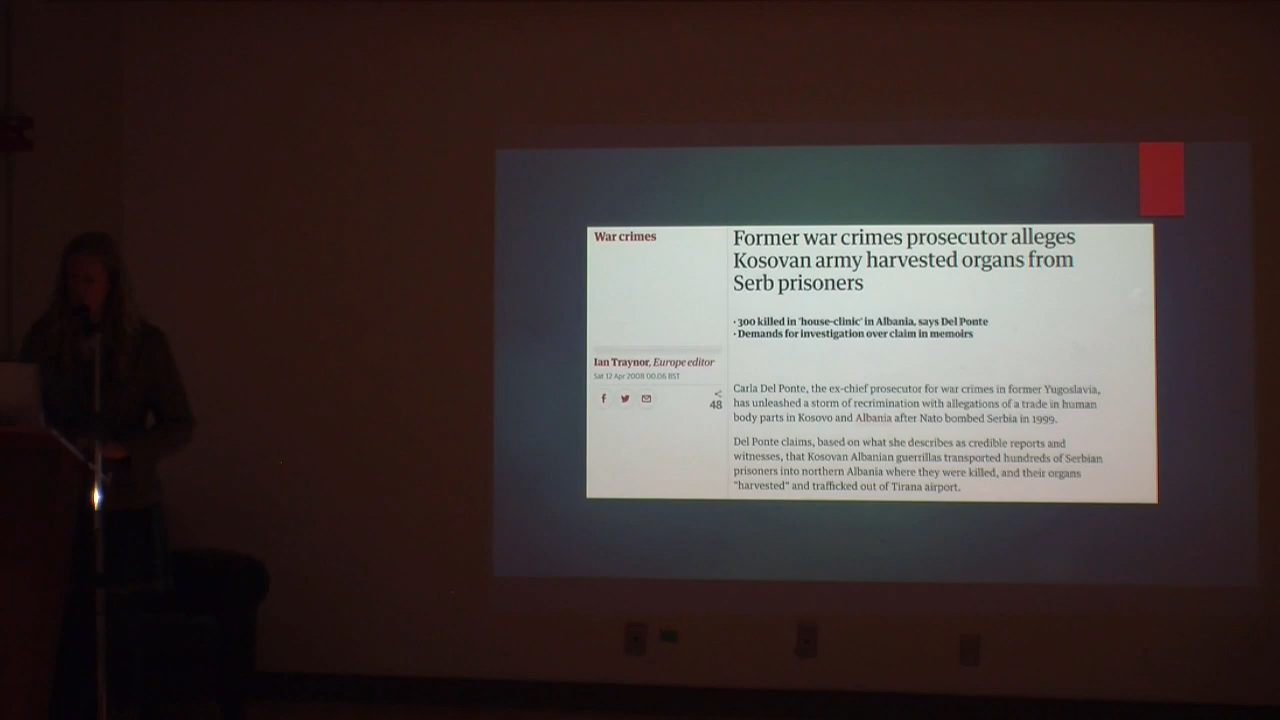 War crimes
Former war crimes prosecutor alleges
Kosovan army harvested organs from
Serb prisoners
· 300 killed in 'house-clinic' in Albania, says Del Ponte
· Demands for investigation over claim in memoirs
Ian Traynor, Europe editor
Sat 12 Apr 2008 00.06 BST
48
Carla Del Ponte, the ex-chief prosecutor for war crimes in former Yugoslavia,
has unleashed a storm of recrimination with allegations of a trade in human
body parts in Kosovo and Albania after Nato bombed Serbia in 1999.
Del Ponte claims, based on what she describes as credible reports and
witnesses, that Kosovan Albanian guerrillas transported hundreds of Serbian
prisoners into northern Albania where they were killed, and their organs
"harvested" and trafficked out of Tirana airport.